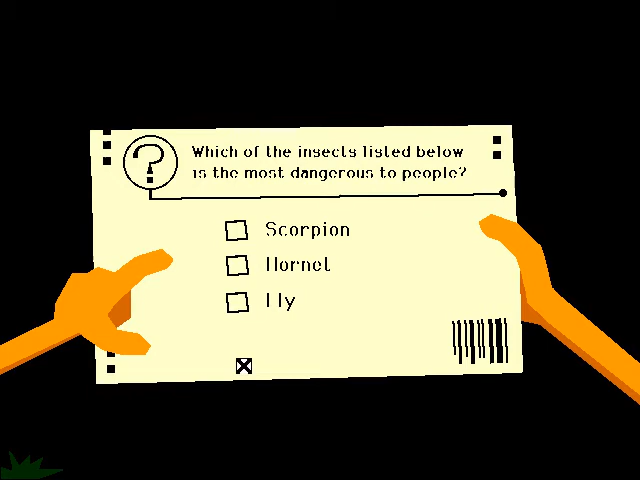 ?
Which of the insects listed below
is the most dangerous to people?
Scorpion
Hornet
Fly